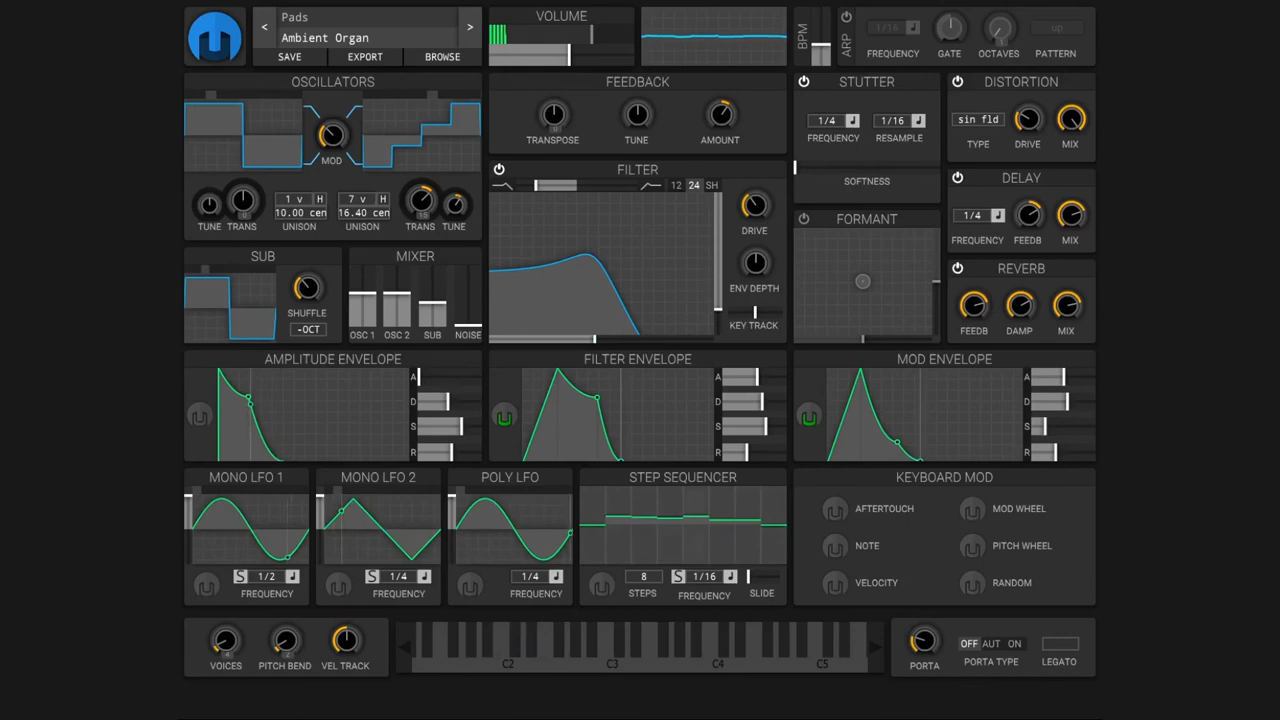 Pads
< >
Ambient Organ
SAVE EXPORT BROWSE
VOLUME
BPM
ARP
1/16
FREQUENCY
GATE
OCTAVES
up
PATTERN
OSCILLATORS
MOD
TUNE
0
TRANS
1 v H
10.00 cen
UNISON
7 v H
16.40 cen
UNISON
TRANS
TUNE
FEEDBACK
0
TRANSPOSE
TUNE
AMOUNT
FILTER
12 24 SH
DRIVE
ENV DEPTH
KEY TRACK
STUTTER
1/4
FREQUENCY
1/16
RESAMPLE
SOFTNESS
FORMANT
DISTORTION
sin fld
TYPE
DRIVE
MIX
DELAY
1/4
FREQUENCY
FEEDB
MIX
REVERB
FEEDB
DAMP
MIX
SUB
SHUFFLE
-OCT
MIXER
OSC 1
OSC 2
SUB
NOISE
AMPLITUDE ENVELOPE
A
D
S
R
FILTER ENVELOPE
A
D
S
R
MOD ENVELOPE
A
D
S
R
MONO LFO 1
S 1/2
FREQUENCY
MONO LFO 2
S 1/4
FREQUENCY
POLY LFO
1/4
FREQUENCY
STEP SEQUENCER
8
STEPS
S 1/16
FREQUENCY
SLIDE
KEYBOARD MOD
AFTERTOUCH
MOD WHEEL
NOTE
PITCH WHEEL
VELOCITY
RANDOM
4
VOICES
2
PITCH BEND
VEL TRACK
C2 C3 C4 C5
PORTA
OFF AUT ON
PORTA TYPE
LEGATO